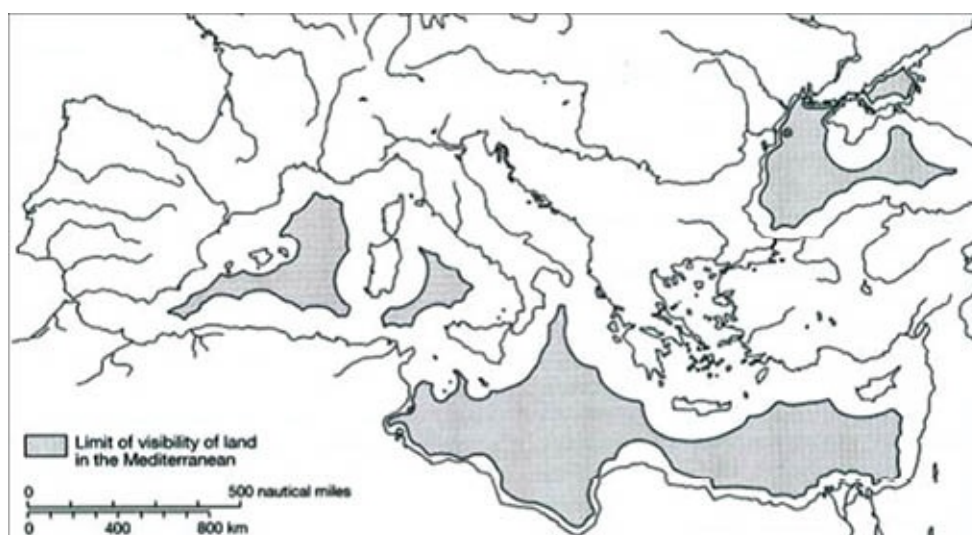 Limit of visibility of land
in the Mediterranean
0 500 nautical miles
0 400 800 km